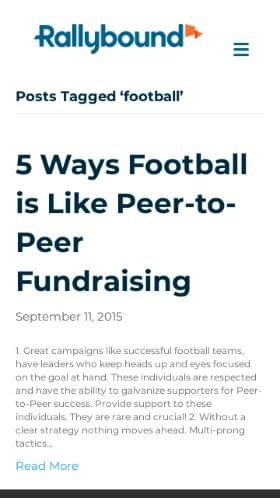 Rallybound
Posts Tagged ‘football’
5 Ways Football
is Like Peer-to-
Peer
Fundraising
September 11, 2015
1. Great campaigns like successful football teams,
have leaders who keep heads up and eyes focused
on the goal at hand. These individuals are respected
and have the ability to galvanize supporters for Peer-
to-Peer success. Provide support to these
individuals. They are rare and crucial! 2. Without a
clear strategy nothing moves ahead. Multi-prong
tactics...
Read More